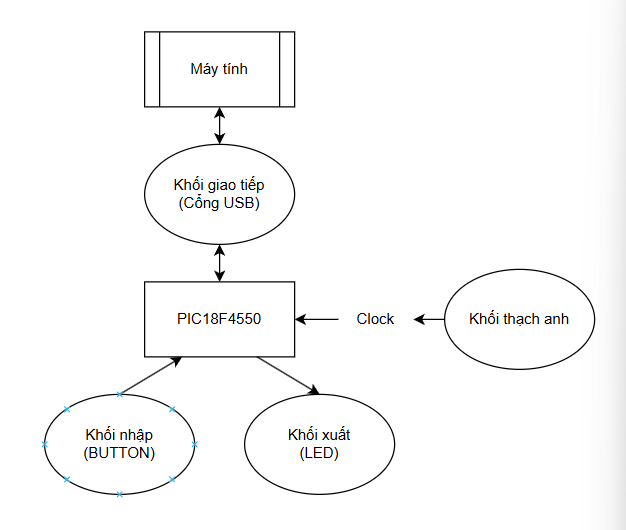 Máy tính
Khối giao tiếp
(Cổng USB)
PIC18F4550
Clock
Khối thạch anh
Khối nhập
(BUTTON)
Khối xuất
(LED)